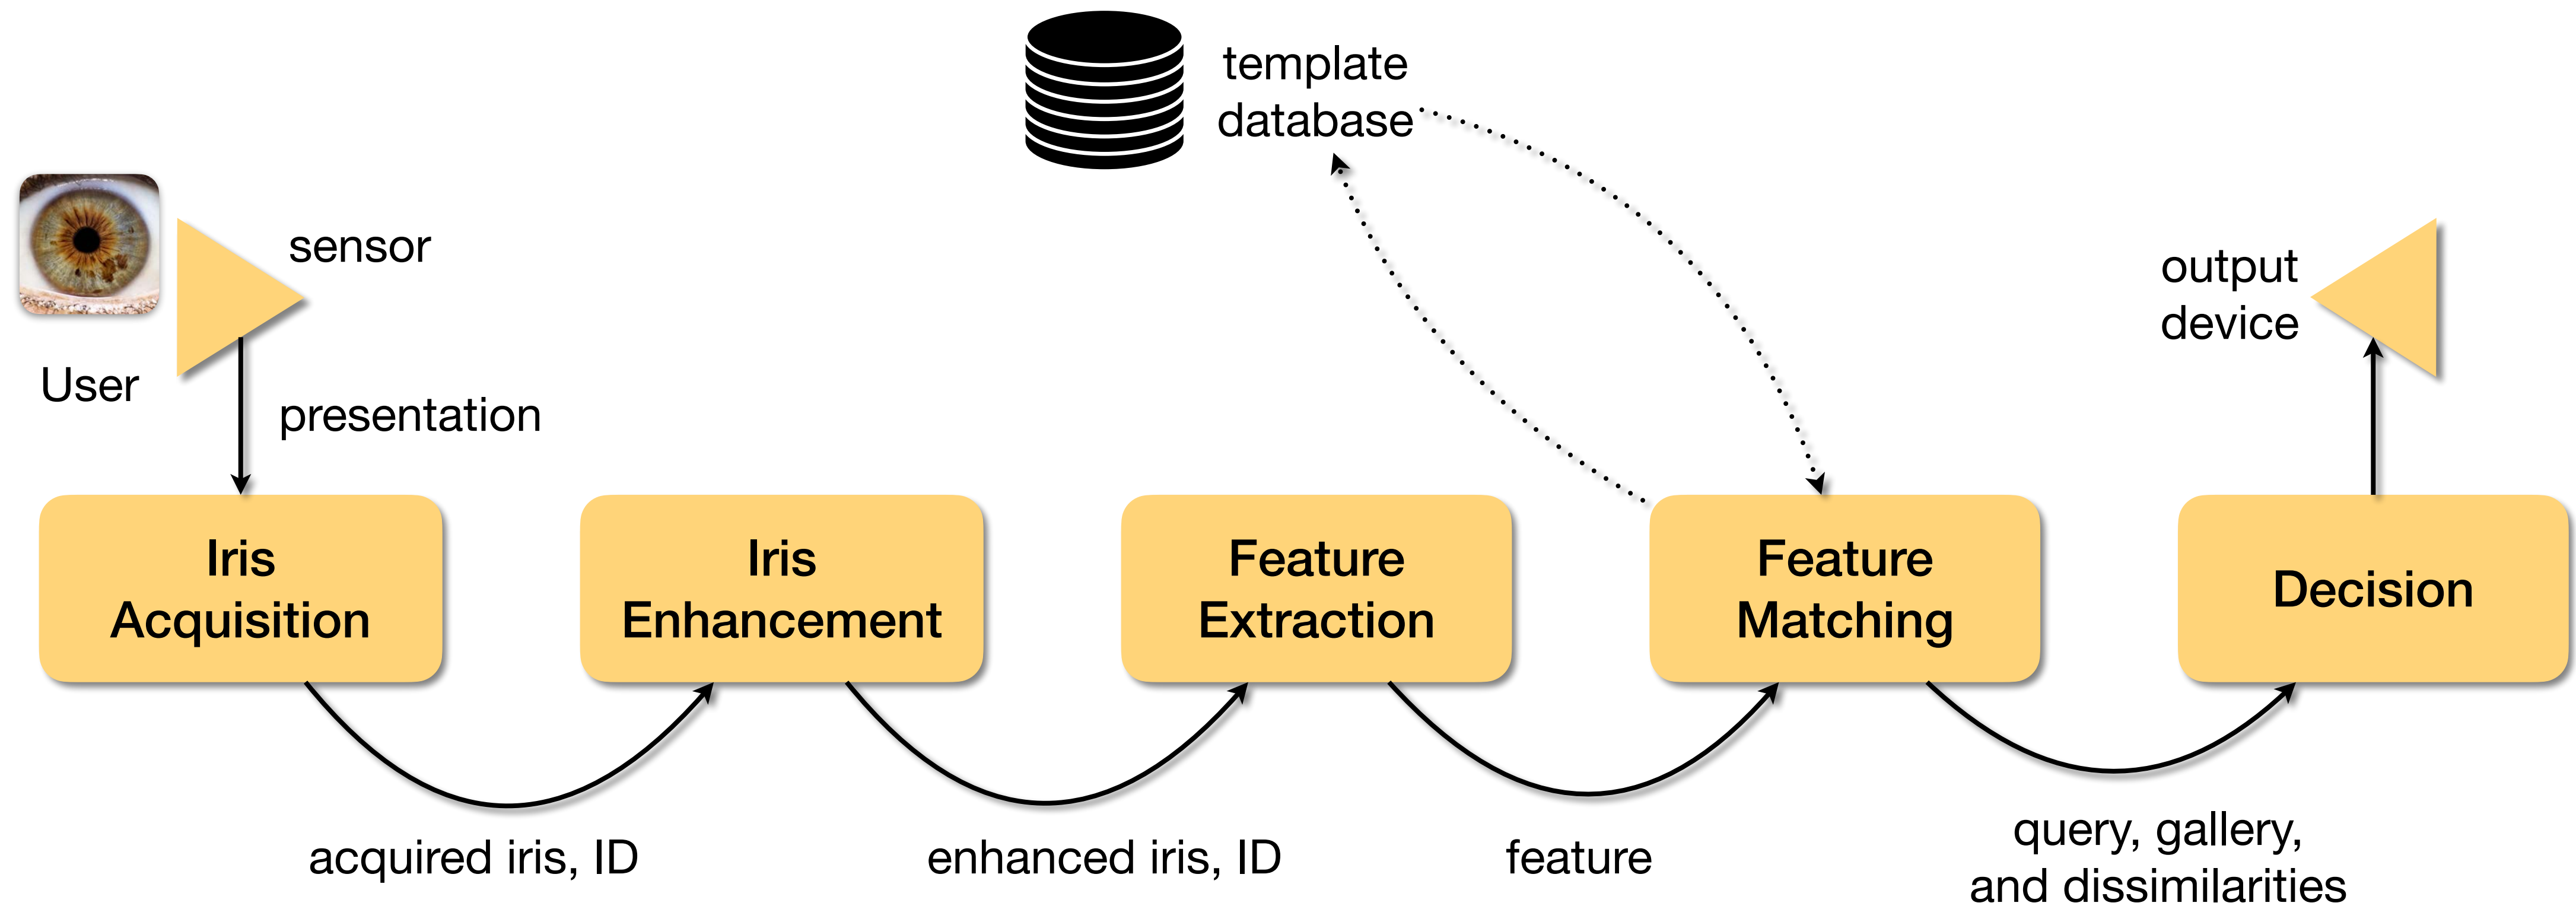 template
database
sensor
output
device
User
presentation
Iris
Acquisition
Iris
Enhancement
Feature
Extraction
Feature
Matching
Decision
acquired iris, ID
enhanced iris, ID
feature
query, gallery,
and dissimilarities